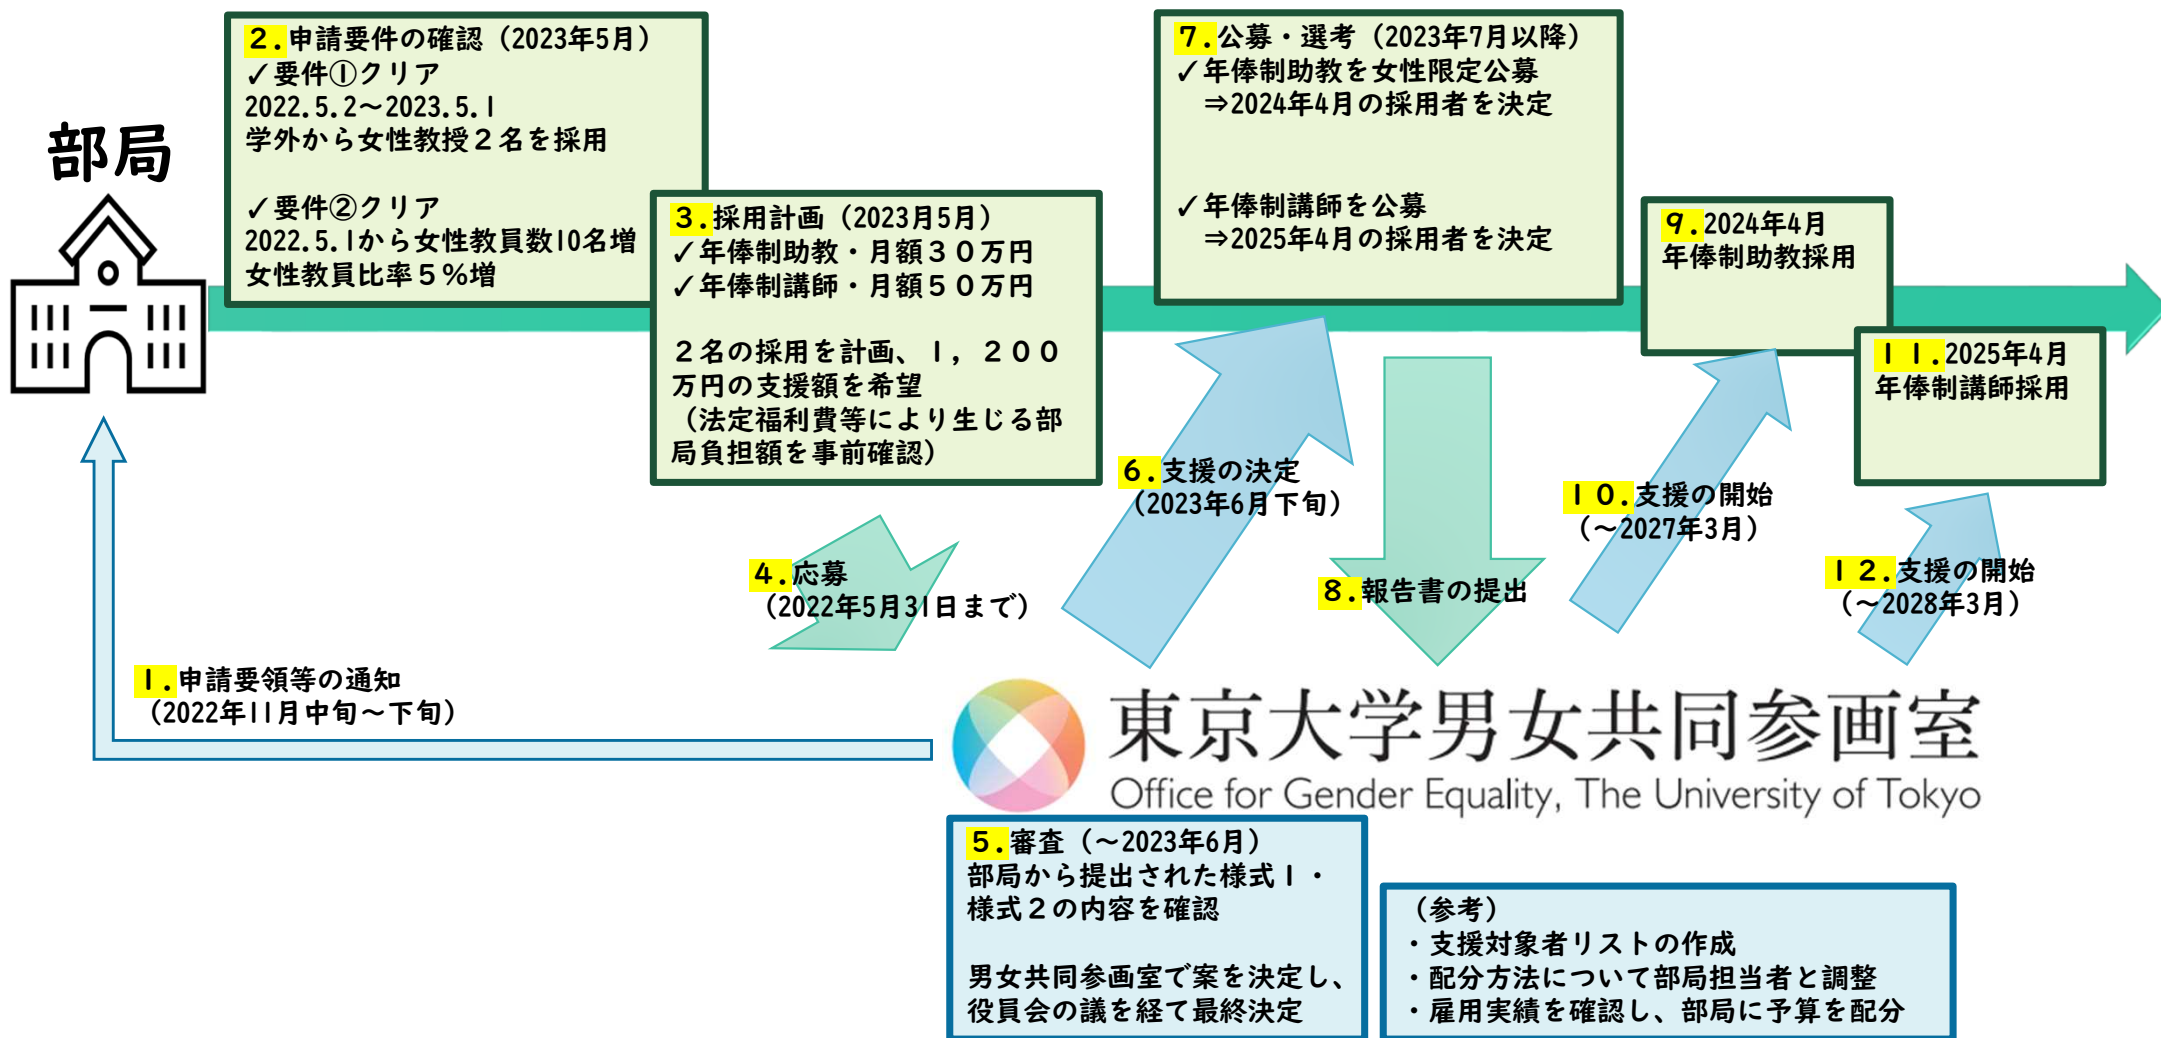 部局
2.申請要件の確認（2023年5月）
✓要件①クリア
2022.5.2～2023.5.1
学外から女性教授２名を採用
✓要件②クリア
2022.5.1から女性教員数10名増
女性教員比率５％増
3.採用計画（2023月5月）
✓年俸制助教・月額３０万円
✓年俸制講師・月額５０万円
２名の採用を計画、１，２００
万円の支援額を希望
（法定福利費等により生じる部
局負担額を事前確認）
7.公募・選考（2023年7月以降）
✓年俸制助教を女性限定公募
⇒2024年4月の採用者を決定
✓年俸制講師を公募
⇒2025年4月の採用者を決定
9.2024年4月
年俸制助教採用
１１.2025年4月
年俸制講師採用
6.支援の決定
（2023年6月下旬）
１０.支援の開始
（～2027年3月）
4.応募
（2022年5月31日まで）
8.報告書の提出
１２.支援の開始
（～2028年3月）
1.申請要領等の通知
（2022年11月中旬～下旬）
東京大学男女共同参画室
Office for Gender Equality, The University of Tokyo
5.審査（～2023年6月）
部局から提出された様式１・
様式２の内容を確認
男女共同参画室で案を決定し、
役員会の議を経て最終決定
（参考）
・支援対象者リストの作成
・配分方法について部局担当者と調整
・雇用実績を確認し、部局に予算を配分